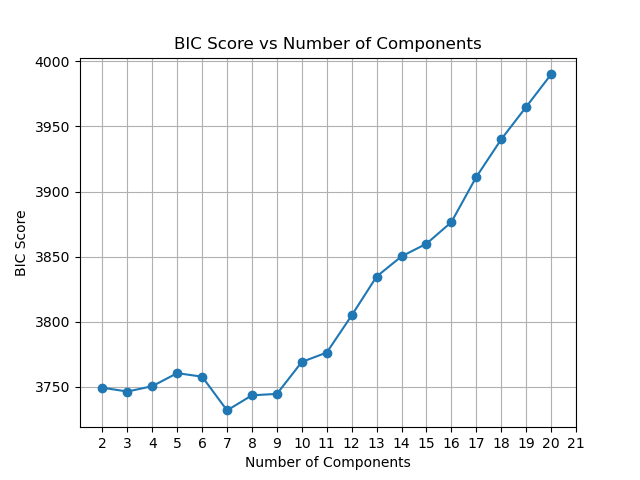 BIC Score vs Number of Components
4000
3950
3900
3850
3800
3750
BIC Score
2 3 4 5 6 7 8 9 10 11 12 13 14 15 16 17 18 19 20 21
Number of Components